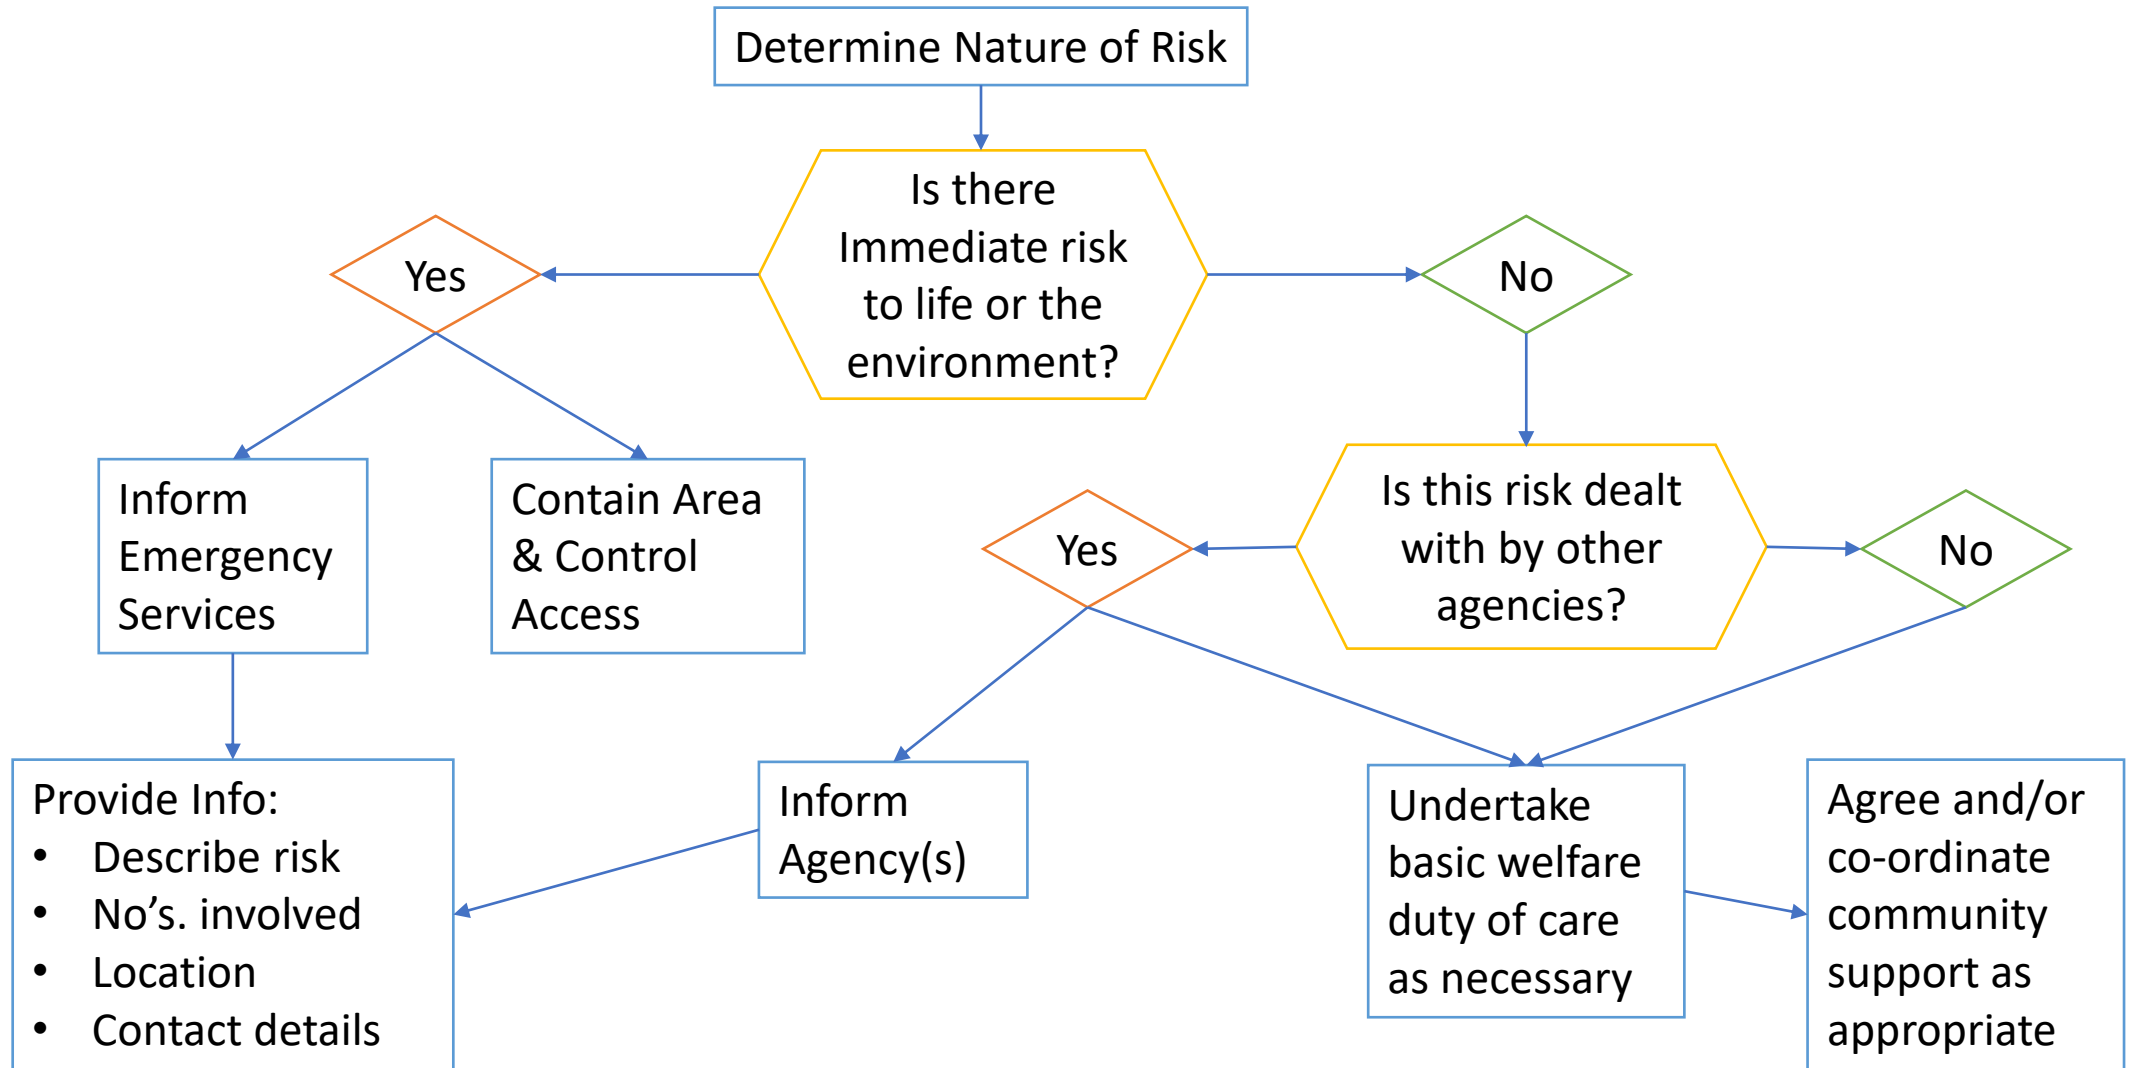 Determine Nature of Risk
Is there
Immediate risk
to life or the
environment?
Yes
No
Inform
Emergency
Services
Contain Area
& Control
Access
Is this risk dealt
with by other
agencies?
Yes
No
Provide Info:
• Describe risk
• No’s. involved
• Location
• Contact details
Inform
Agency(s)
Undertake
basic welfare
duty of care
as necessary
Agree and/or
co-ordinate
community
support as
appropriate